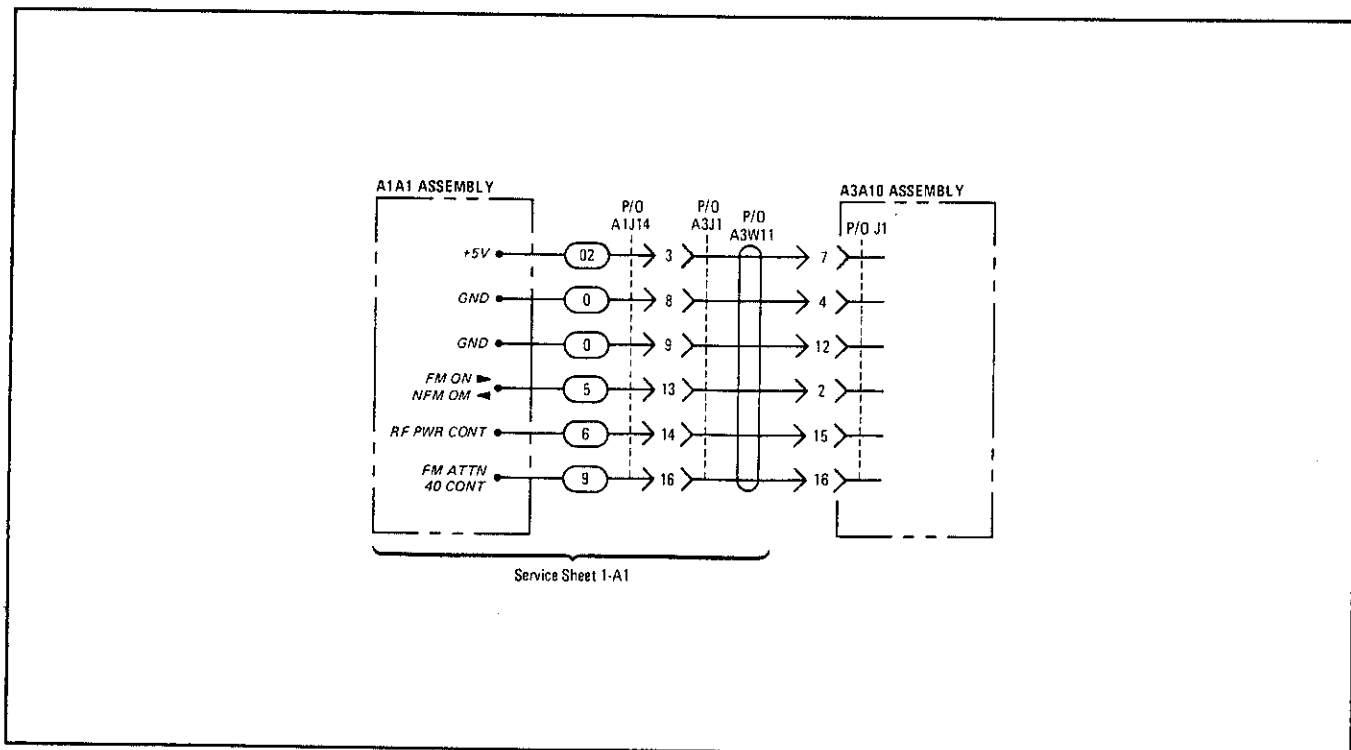 A1A1 ASSEMBLY
A3A10 ASSEMBLY
P/O
A1J14
P/O
A3J1
P/O
A3W11
P/O J1
+5V 02 3 7
GND 0 8 4
GND 0 9 12
FM ON ►
NFM OM ◄
5 13 2
RF PWR CONT 6 14 15
FM ATTN
40 CONT
9 16 16
Service Sheet 1-A1